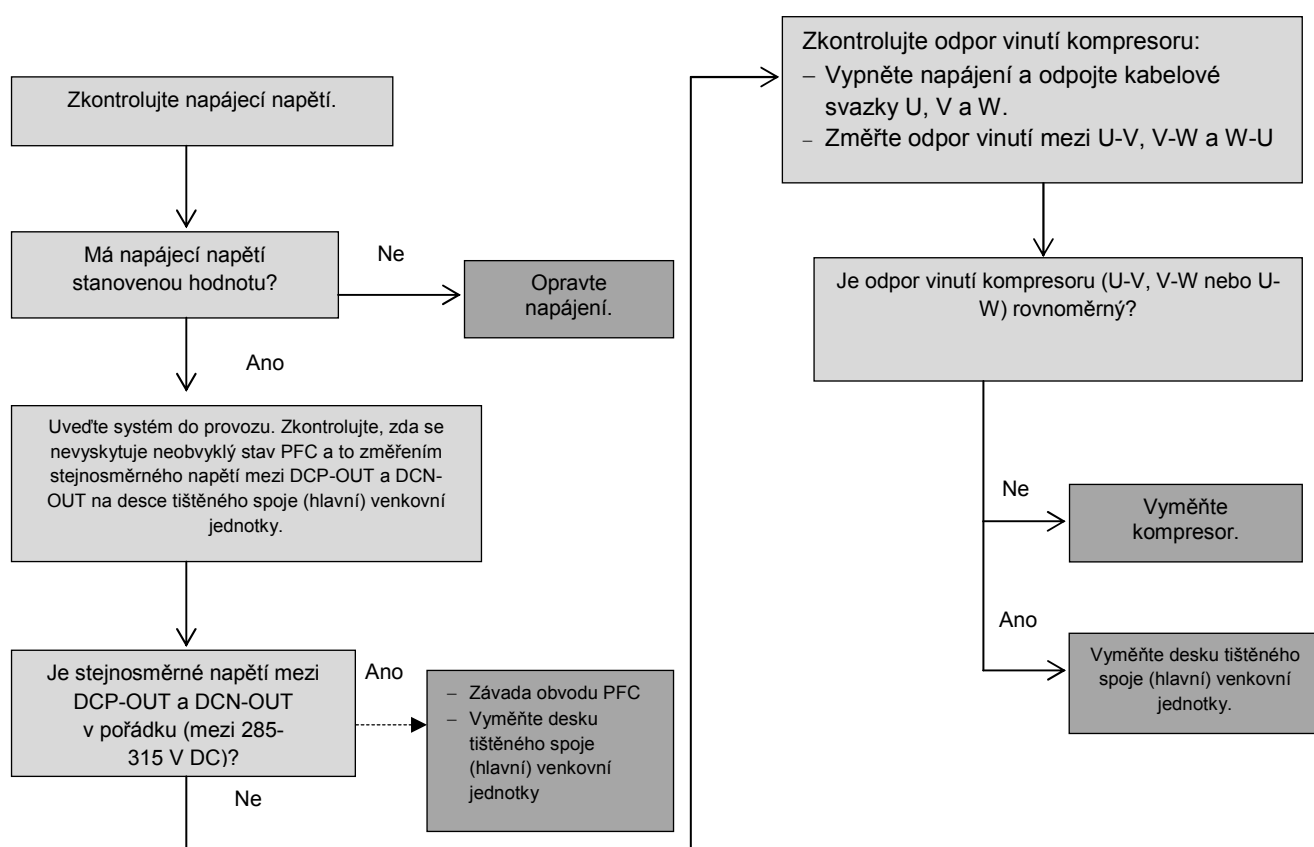 Zkontrolujte napájecí napětí.
Má napájecí napětí
stanovenou hodnotu?
Ne
Opravte
napájení.
Ano
Uveďte systém do provozu. Zkontrolujte, zda se
nevyskytuje neobvyklý stav PFC a to změřením
stejnosměrného napětí mezi DCP-OUT a DCN-
OUT na desce tištěného spoje (hlavní) venkovní
jednotky.
Je stejnosměrné napětí mezi
DCP-OUT a DCN-OUT
v pořádku (mezi 285-
315 V DC)?
Ano
– Závada obvodu PFC
– Vyměňte desku
tištěného spoje
(hlavní) venkovní
jednotky
Ne
Zkontrolujte odpor vinutí kompresoru:
– Vypněte napájení a odpojte kabelové
svazky U, V a W.
– Změřte odpor vinutí mezi U-V, V-W a W-U
Je odpor vinutí kompresoru (U-V, V-W nebo U-
W) rovnoměrný?
Ne
Vyměňte
kompresor.
Ano
Vyměňte desku tištěného
spoje (hlavní) venkovní
jednotky.